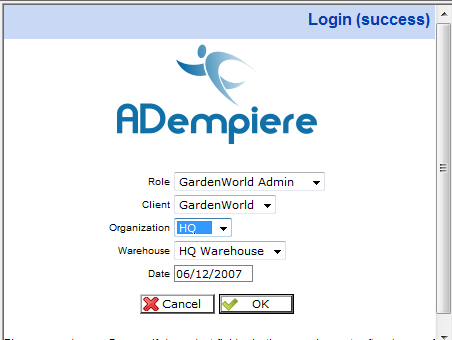 Login (success)
ADempiere
Role GardenWorld Admin
Client GardenWorld
Organization HQ
Warehouse HQ Warehouse
Date 06/12/2007
Cancel OK